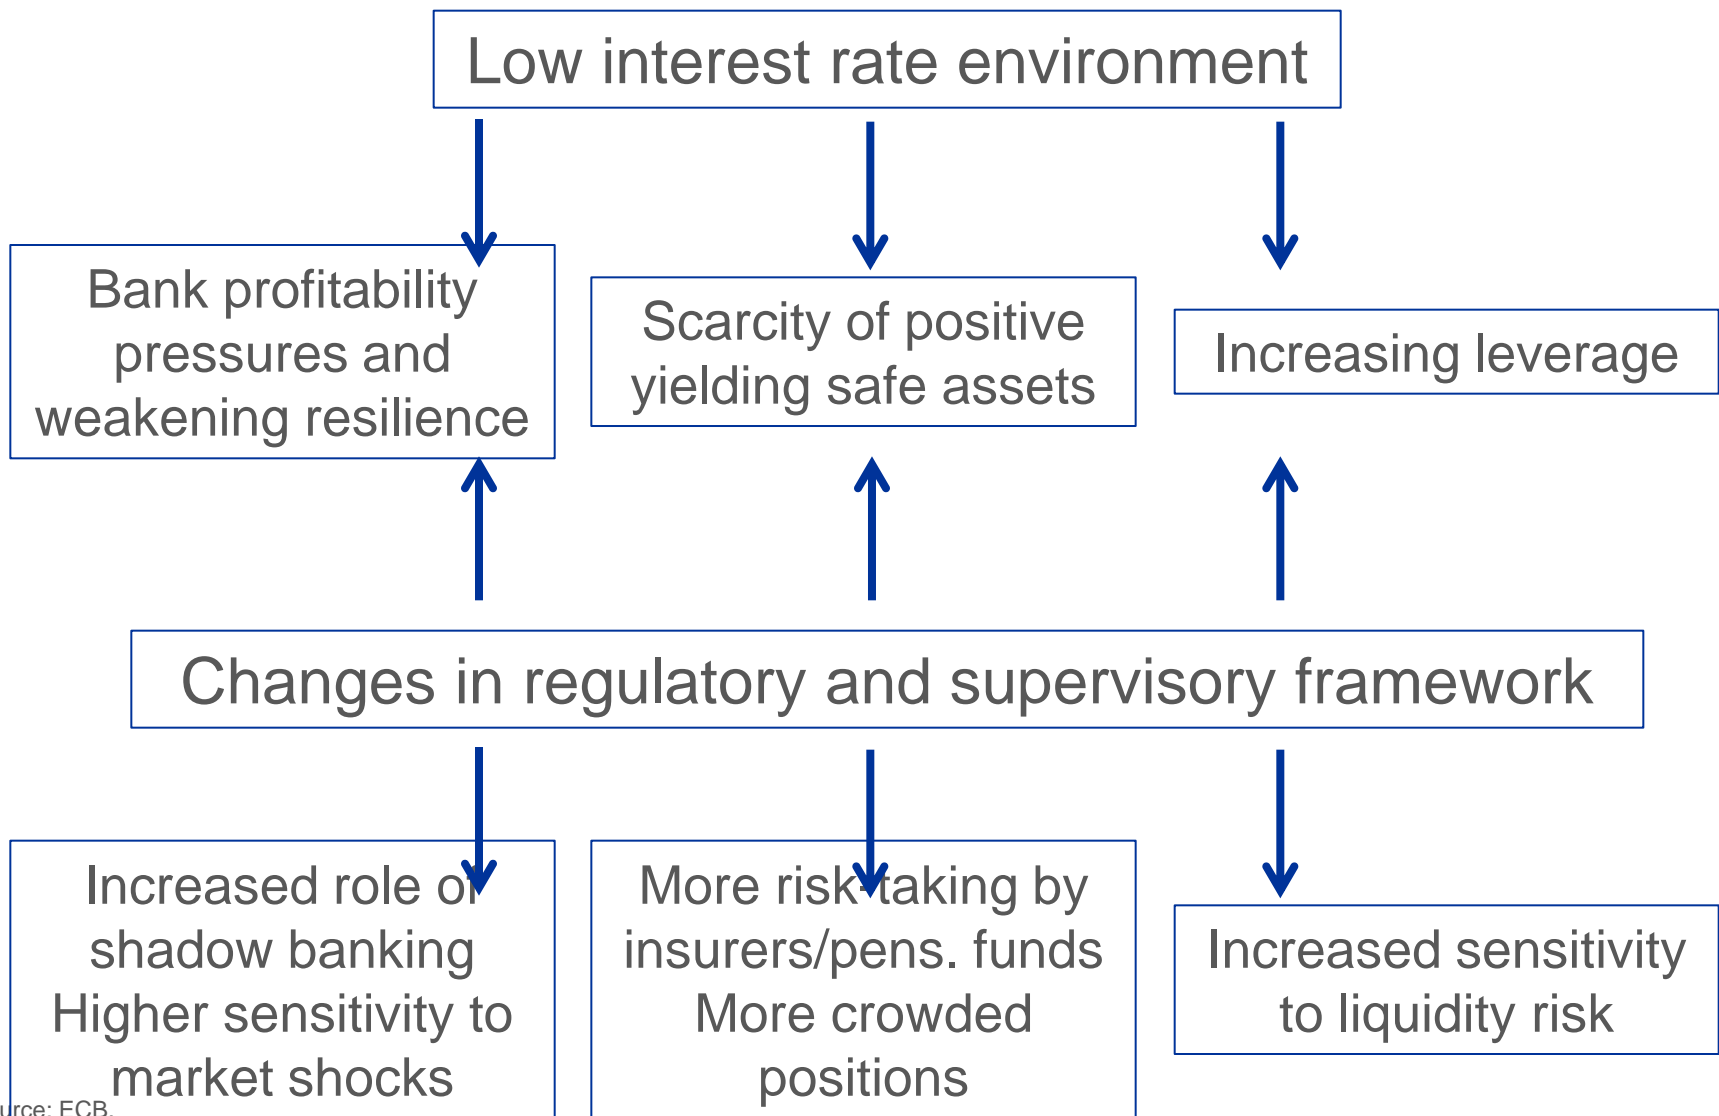 Low interest rate environment
Bank profitability
pressures and
weakening resilience
Scarcity of positive
yielding safe assets
Increasing leverage
Changes in regulatory and supervisory framework
Increased role of
shadow banking
Higher sensitivity to
market shocks
More risk-taking by
insurers/pens. funds
More crowded
positions
Increased sensitivity
to liquidity risk
urce: ECB.